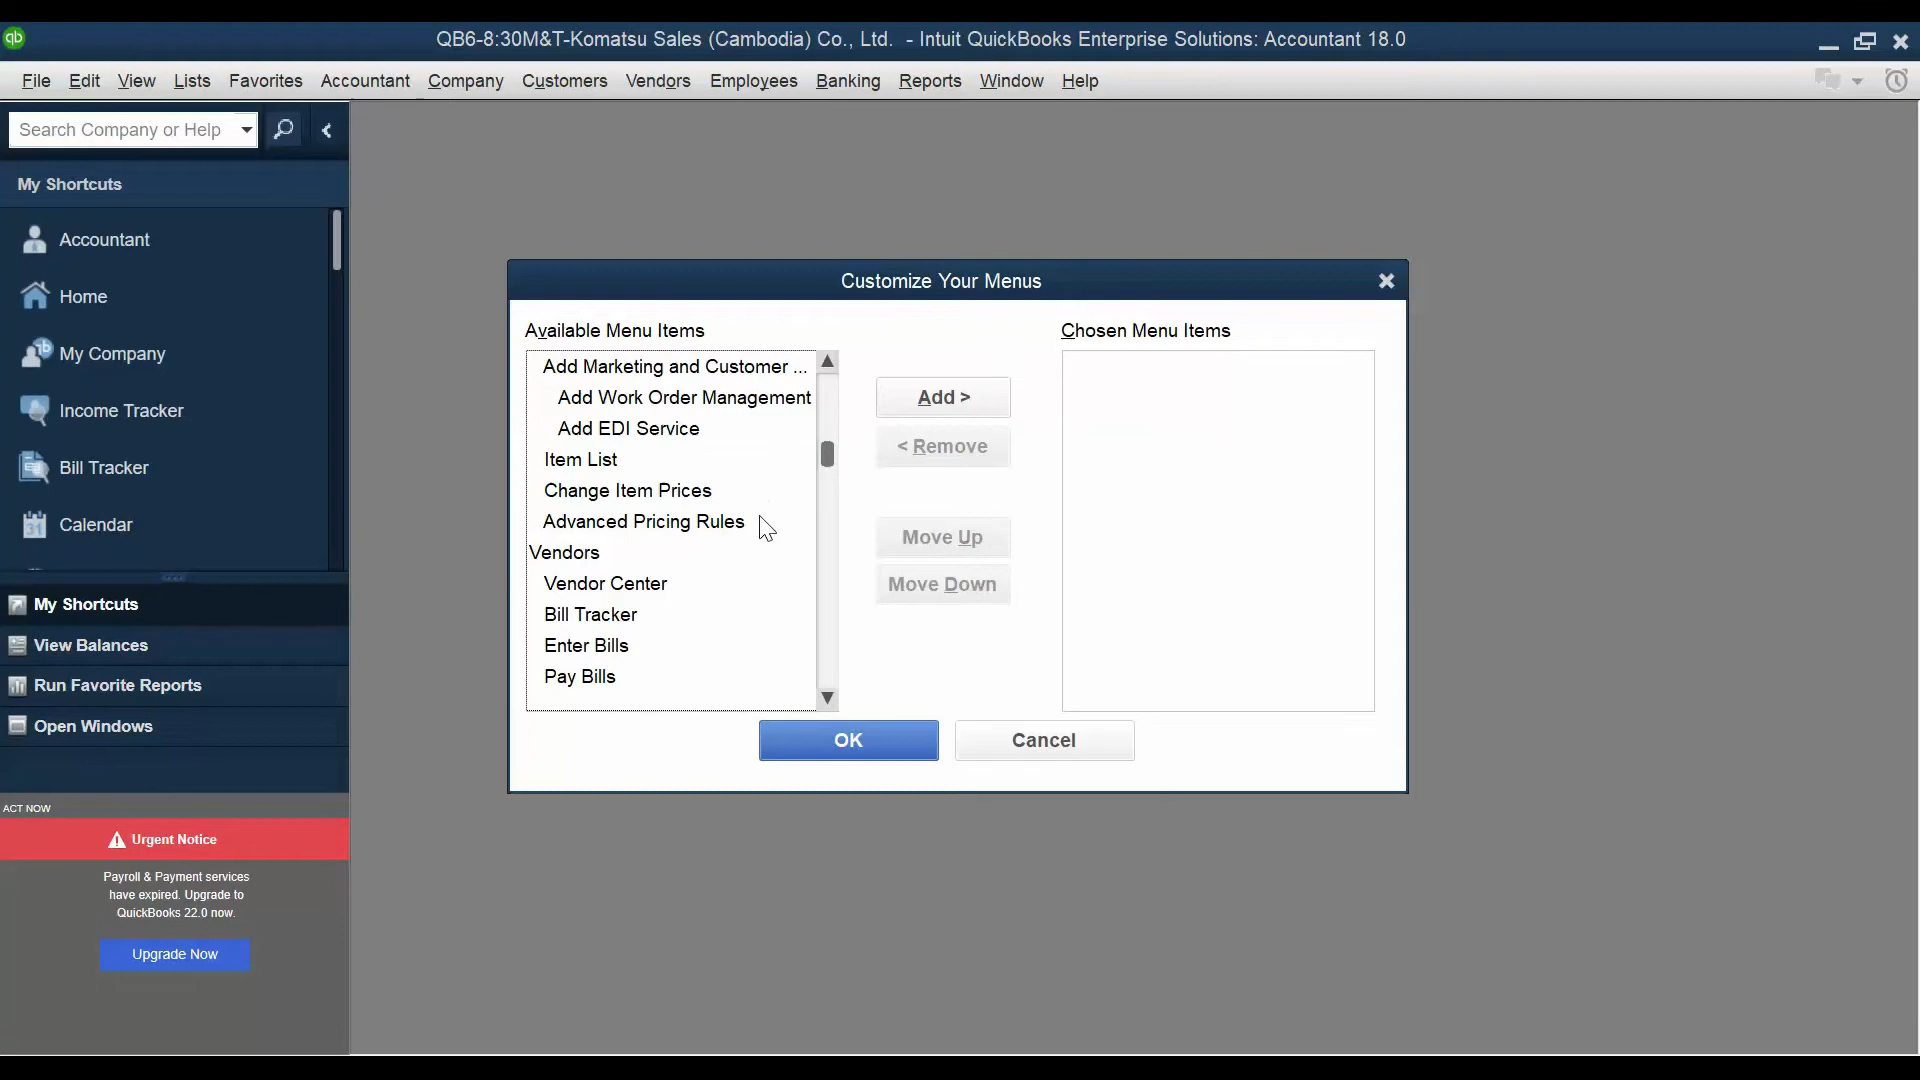 qb
QB6-8:30M&T-Komatsu Sales (Cambodia) Co., Ltd. - Intuit QuickBooks Enterprise Solutions: Accountant 18.0
File Edit View Lists Favorites Accountant Company Customers Vendors Employees Banking Reports Window Help
Search Company or Help
My Shortcuts
Accountant
Home
qb
My Company
Income Tracker
Bill Tracker
31
Calendar
My Shortcuts
View Balances
Run Favorite Reports
Open Windows
ACT NOW
Urgent Notice
Payroll & Payment services
have expired. Upgrade to
QuickBooks 22.0 now.
Upgrade Now
Customize Your Menus
Available Menu Items
Add Marketing and Customer ...
Add Work Order Management
Add EDI Service
Item List
Change Item Prices
Advanced Pricing Rules
Vendors
Vendor Center
Bill Tracker
Enter Bills
Pay Bills
Add >
< Remove
Move Up
Move Down
Chosen Menu Items
OK
Cancel